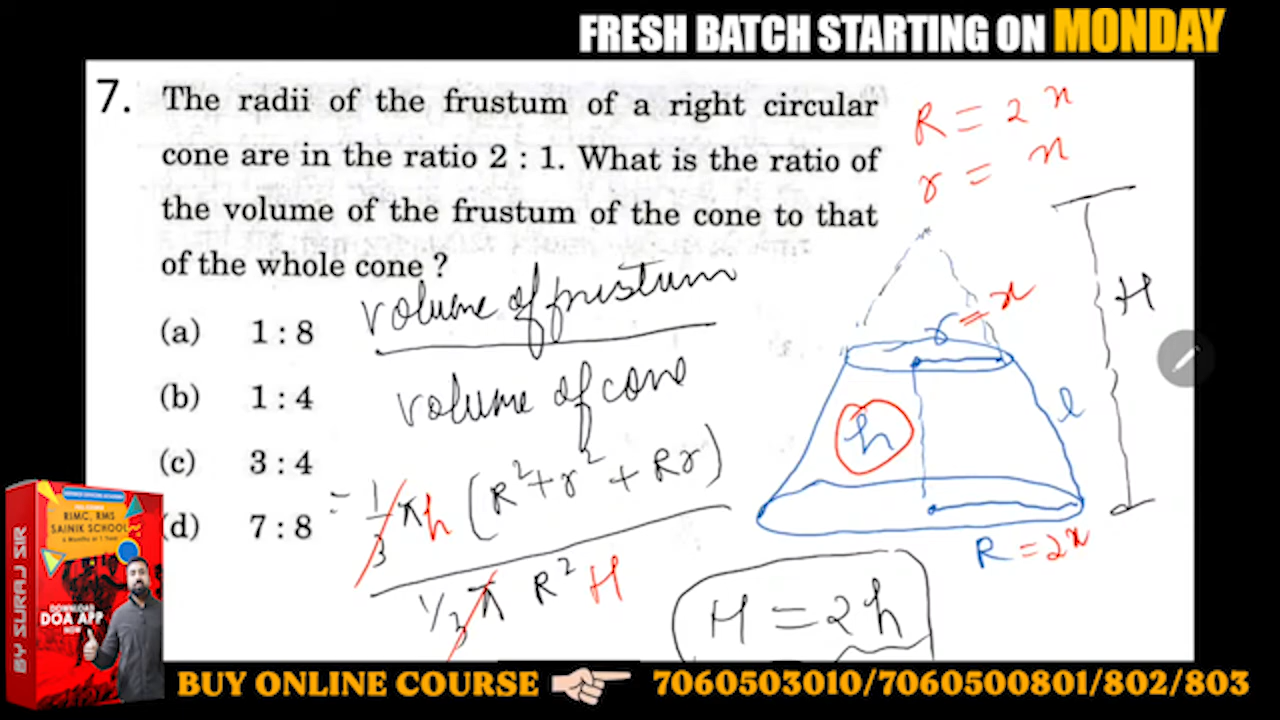 FRESH BATCH STARTING ON MONDAY
7. The radii of the frustum of a right circular
cone are in the ratio 2 : 1. What is the ratio of
the volume of the frustum of the cone to that
of the whole cone ?
(a) 1 : 8
(b) 1 : 4
(c) 3 : 4
(d) 7 : 8
volume of frustum
volume of cone
= 1/3 π h (R² + r² + Rr)
1/3 π R² H
R = 2x
r = x
r = x
H
h
l
R = 2x
H = 2h
RIMC, RMS
SAINIK SCHOOL
DOWNLOAD
DOA APP
NOW
BY SURAJ SIR
BUY ONLINE COURSE 7060503010/7060500801/802/803